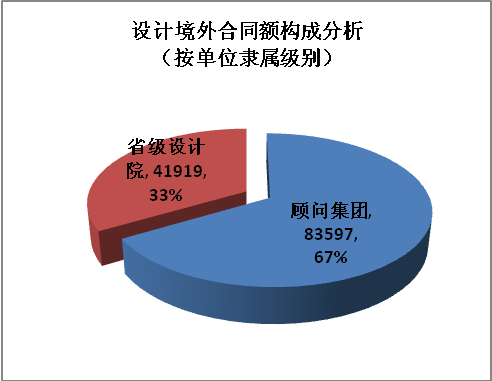 设计境外合同额构成分析
（按单位隶属级别）
省级设计
院, 41919,
33%
顾问集团,
83597,
67%